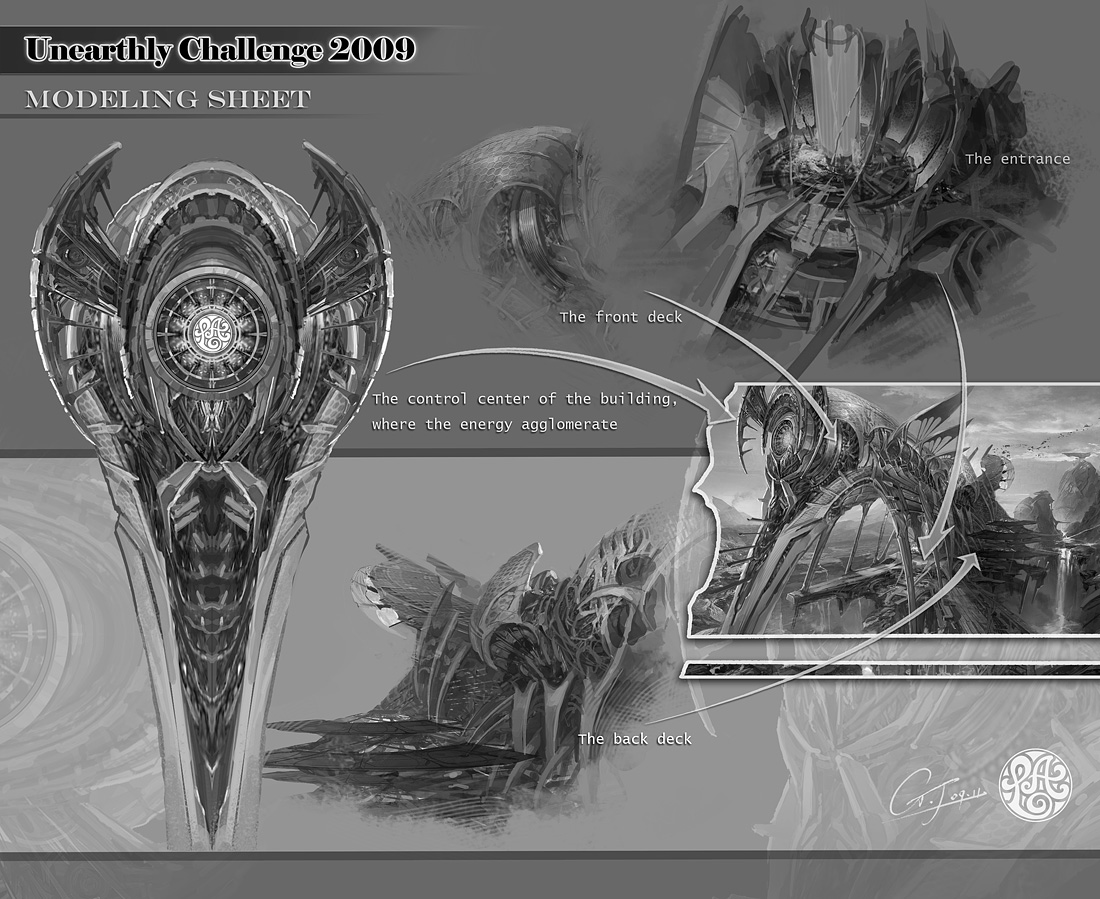 Unearthly Challenge 2009
MODELING SHEET
The entrance
The front deck
The control center of the building,
where the energy agglomerate
The back deck